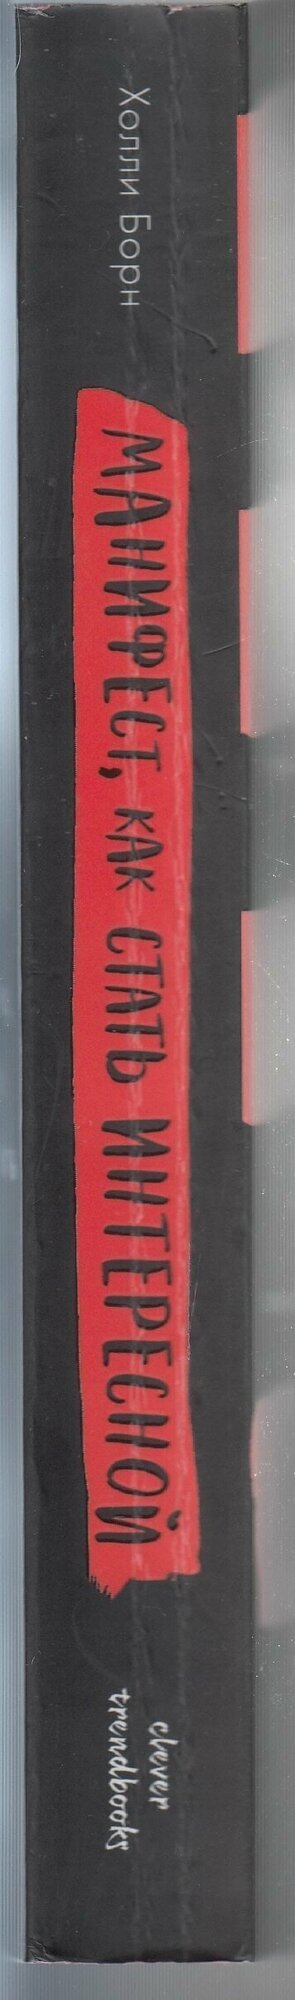 Холли Борн
МАНИФЕСТ, КАК СТАТЬ ИНТЕРЕСНОЙ
clever
trendbooks